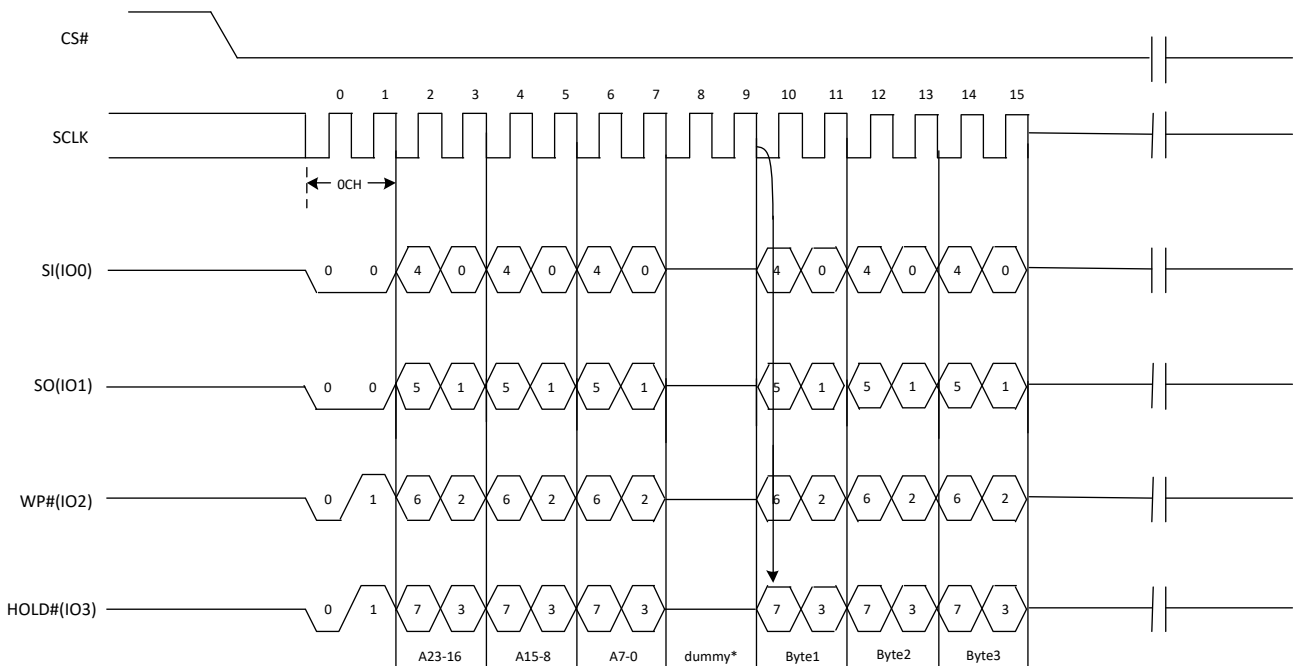 CS#
0 1 2 3 4 5 6 7 8 9 10 11 12 13 14 15
SCLK
0CH
SI(IO0) 0 0 4 0 4 0 4 0 4 0 4 0 4 0
SO(IO1) 0 0 5 1 5 1 5 1 5 1 5 1 5 1
WP#(IO2) 0 1 6 2 6 2 6 2 6 2 6 2 6 2
HOLD#(IO3) 0 1 7 3 7 3 7 3 7 3 7 3 7 3
A23-16 A15-8 A7-0 dummy* Byte1 Byte2 Byte3